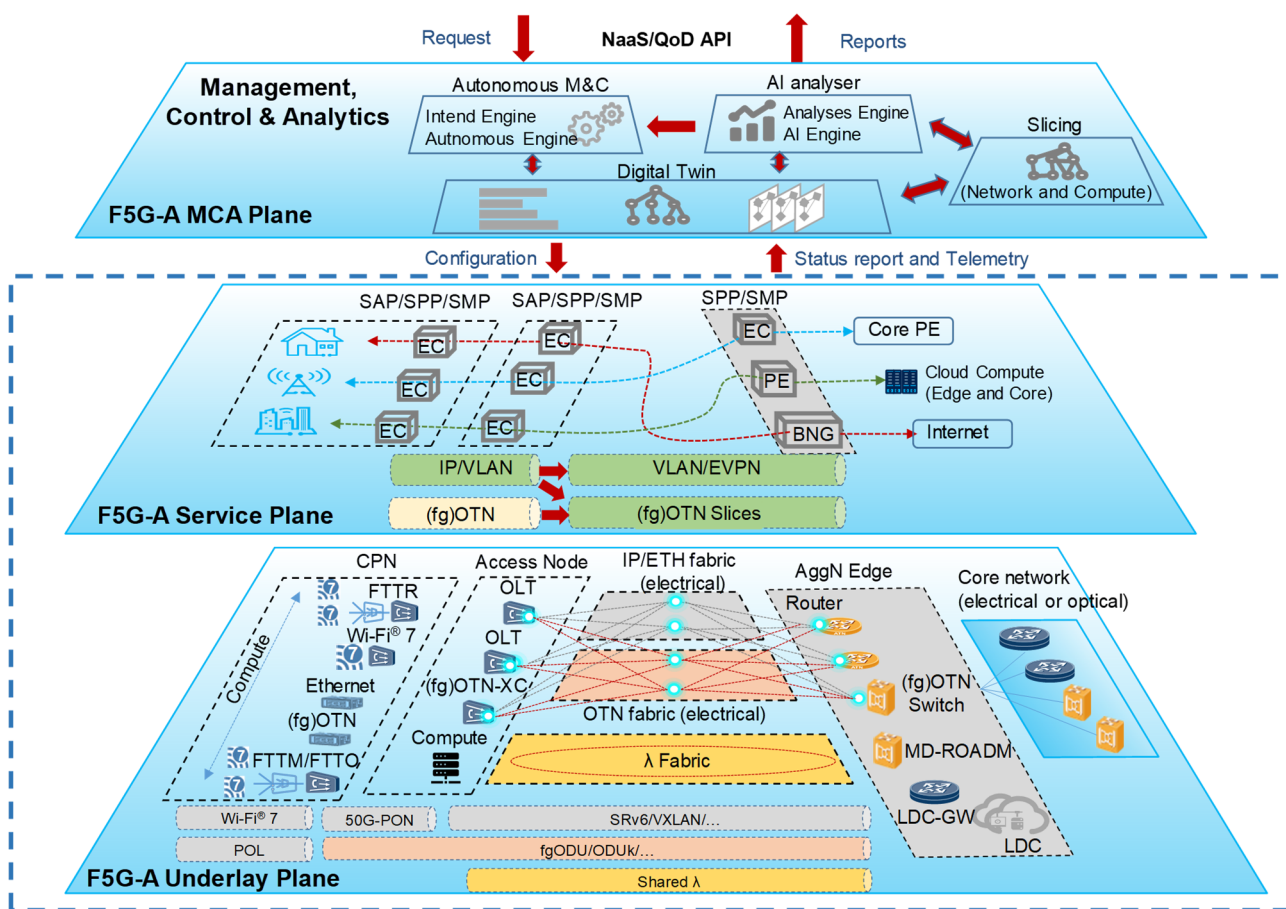 Request
NaaS/QoD API
Reports
Management,
Control & Analytics
Autonomous M&C
Intend Engine
Autnomous Engine
AI analyser
Analyses Engine
AI Engine
Slicing
(Network and Compute)
Digital Twin
F5G-A MCA Plane
Configuration
Status report and Telemetry
SAP/SPP/SMP
SAP/SPP/SMP
SPP/SMP
EC
EC
EC
Core PE
EC
EC
PE
Cloud Compute
(Edge and Core)
EC
EC
BNG
Internet
IP/VLAN
VLAN/EVPN
F5G-A Service Plane
(fg)OTN
(fg)OTN Slices
CPN
Access Node
IP/ETH fabric
(electrical)
AggN Edge
Core network
(electrical or optical)
7
FTTR
7
Wi-Fi® 7
7
Compute
Ethernet
(fg)OTN
FTTM/FTTO
7
7
OLT
OLT
(fg)OTN-XC
Compute
OTN fabric (electrical)
λ Fabric
Router
(fg)OTN
Switch
MD-ROADM
LDC-GW
LDC
Wi-Fi® 7
50G-PON
SRv6/VXLAN/...
POL
fgODU/ODUk/...
F5G-A Underlay Plane
Shared λ